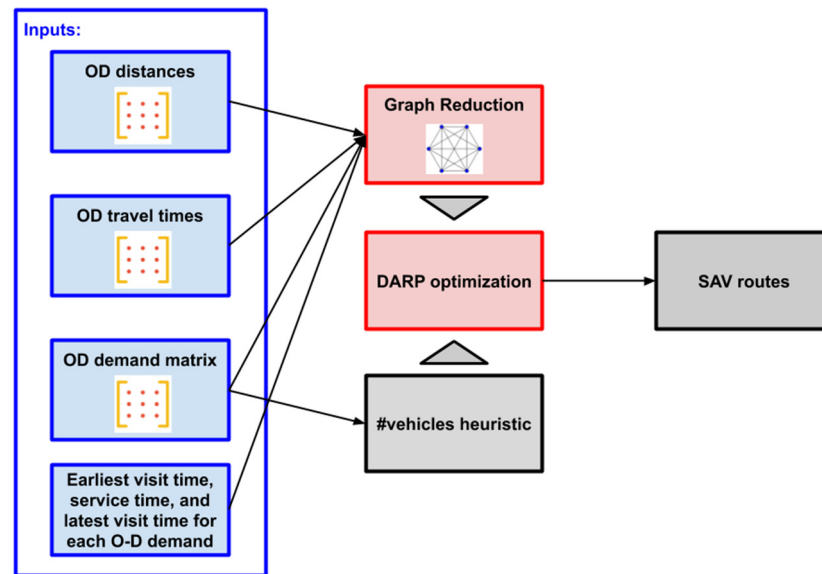 Inputs:
OD distances
OD travel times
OD demand matrix
Earliest visit time,
service time, and
latest visit time for
each O-D demand
Graph Reduction
DARP optimization
#vehicles heuristic
SAV routes